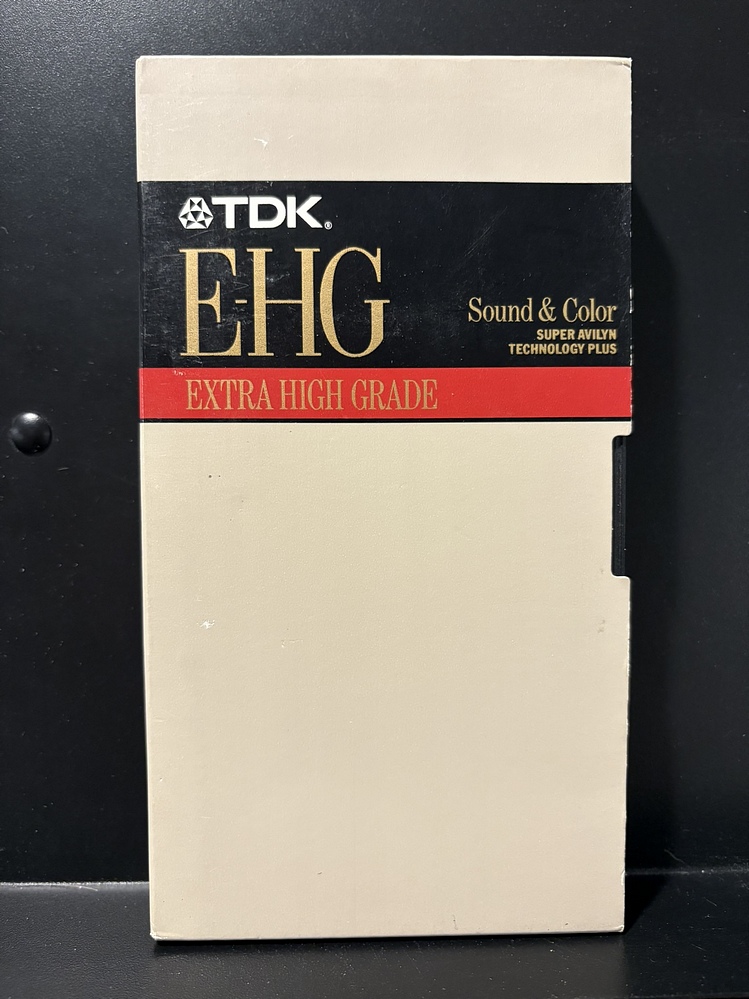 TDK®
E-HG
Sound & Color
SUPER AVILYN
TECHNOLOGY PLUS
EXTRA HIGH GRADE